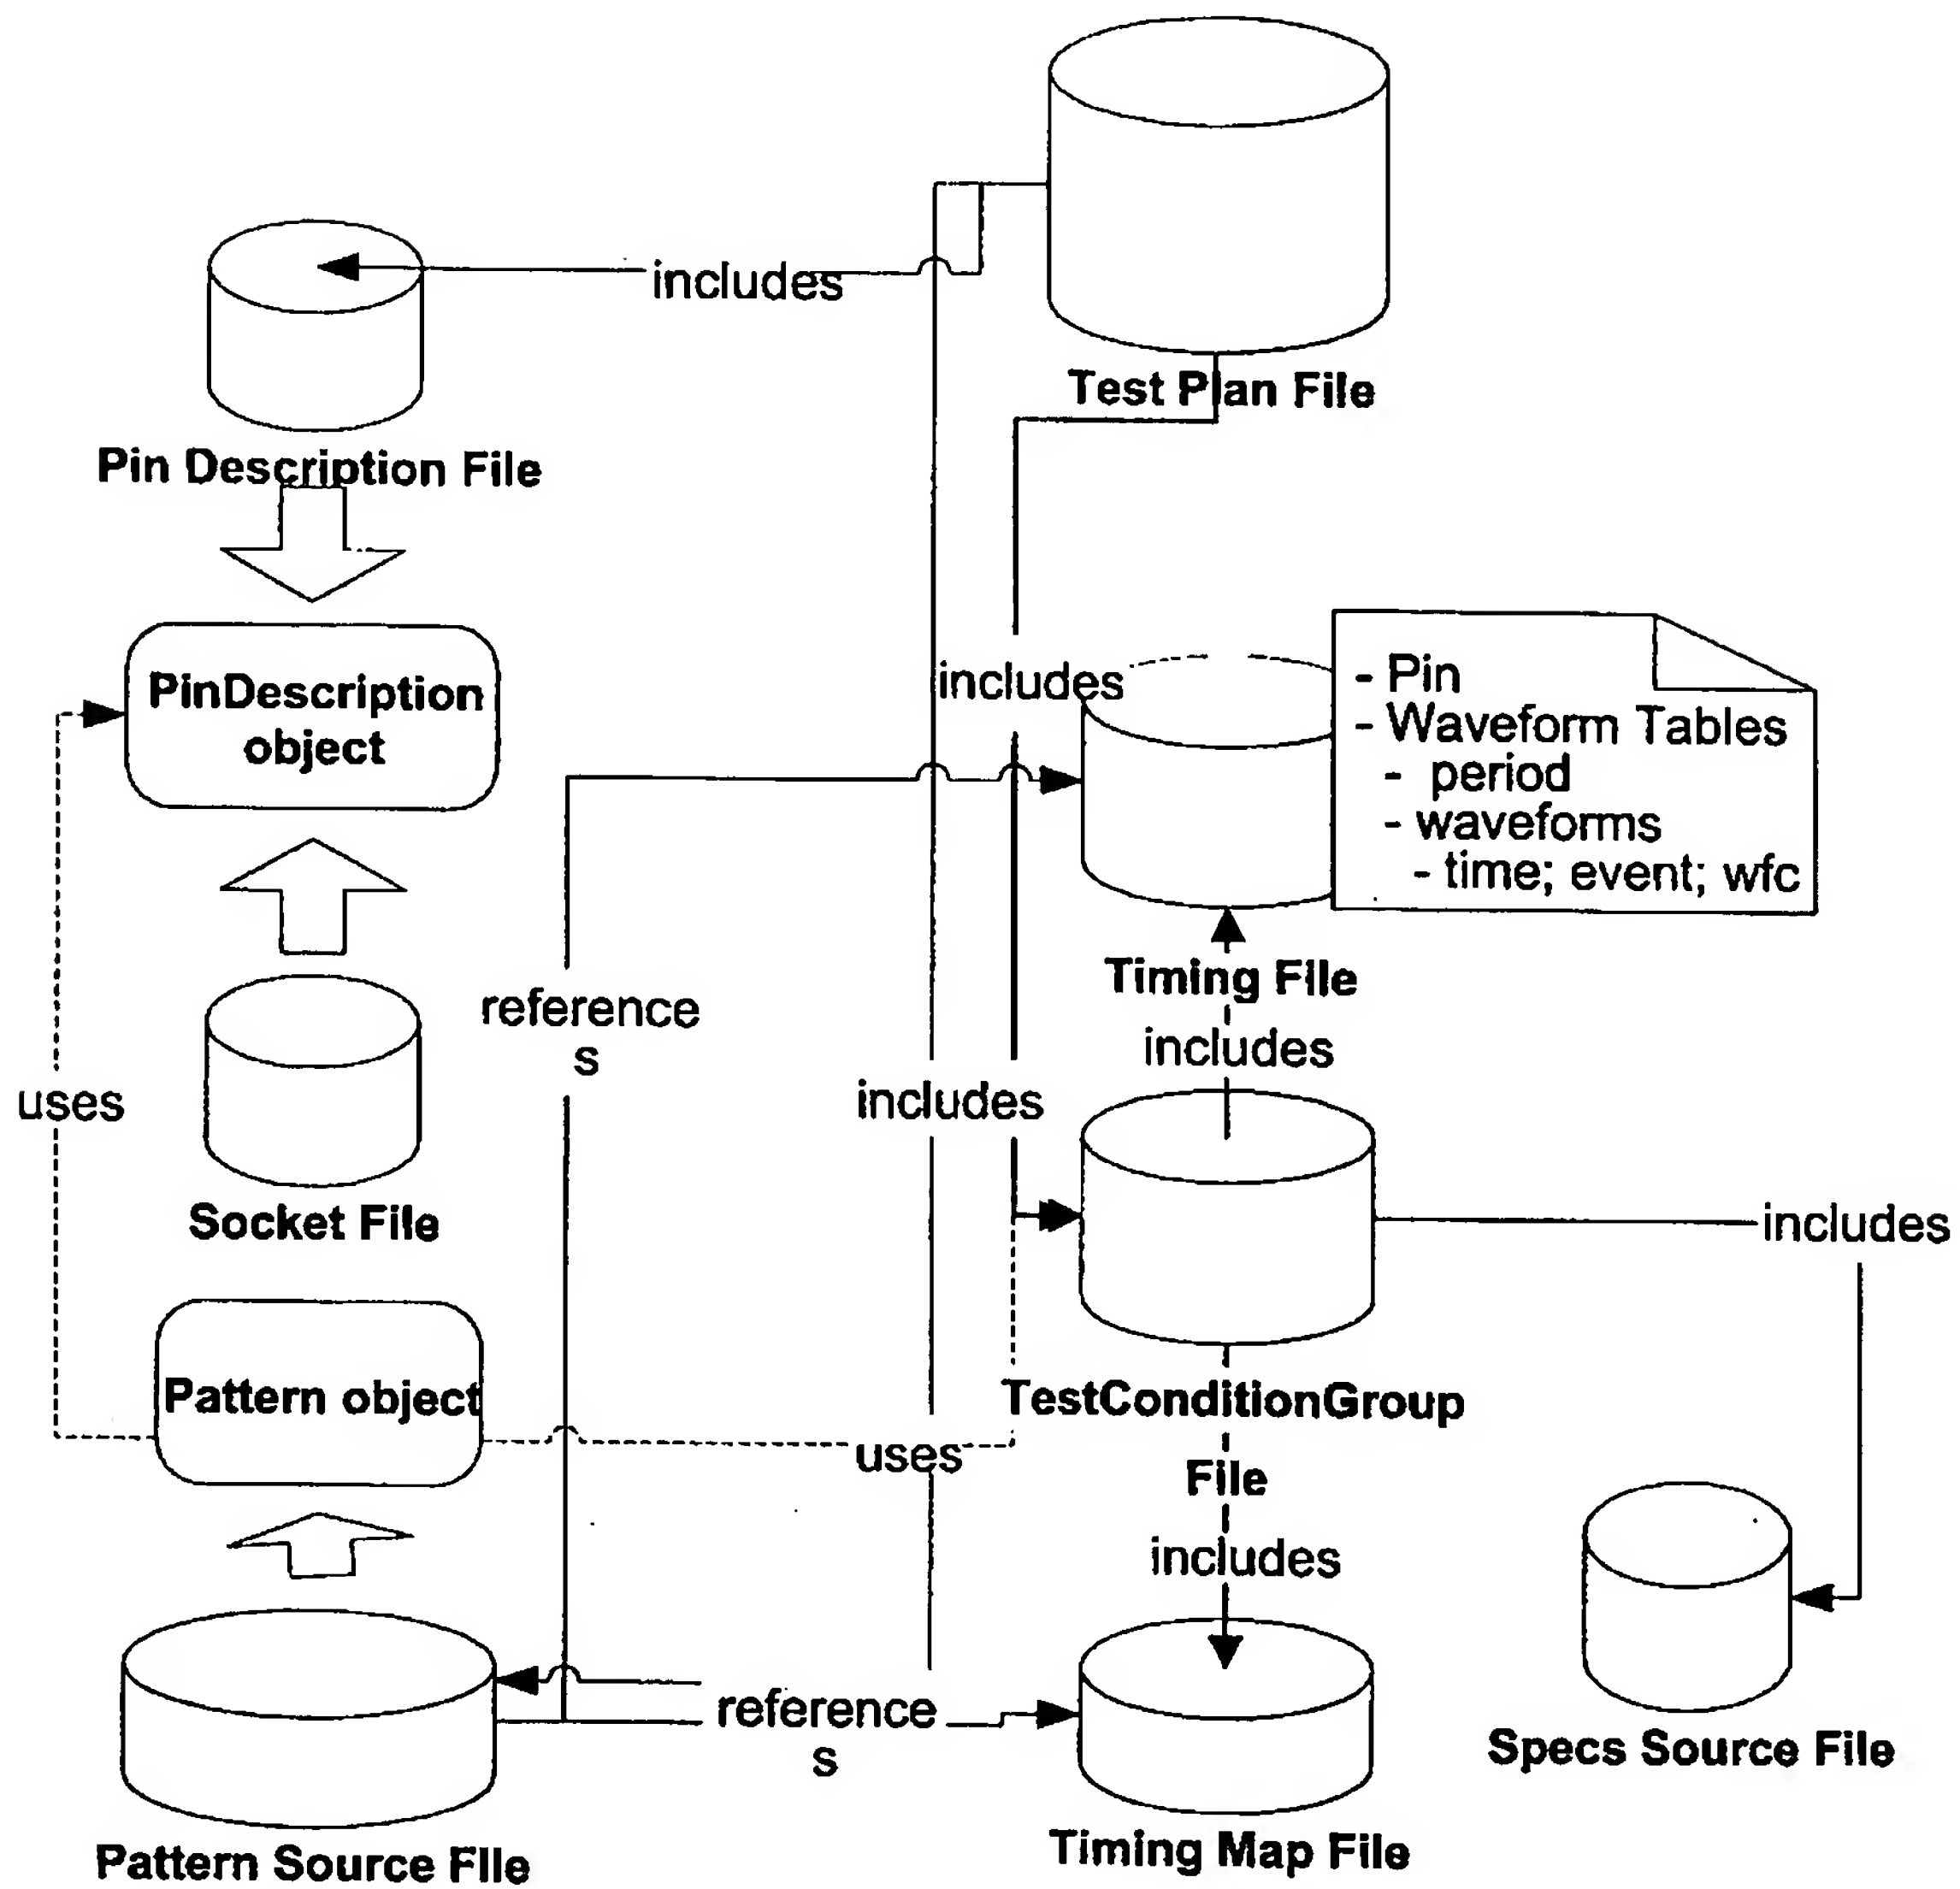 includes
Test Plan File
Pin Description File
PinDescription
object
includes
- Pin
- Waveform Tables
- period
- waveforms
- time; event; wfc
Timing File
includes
reference
s
uses
includes
Socket File
includes
Pattern object
TestConditionGroup
File
uses
includes
reference
s
Specs Source File
Timing Map File
Pattern Source File